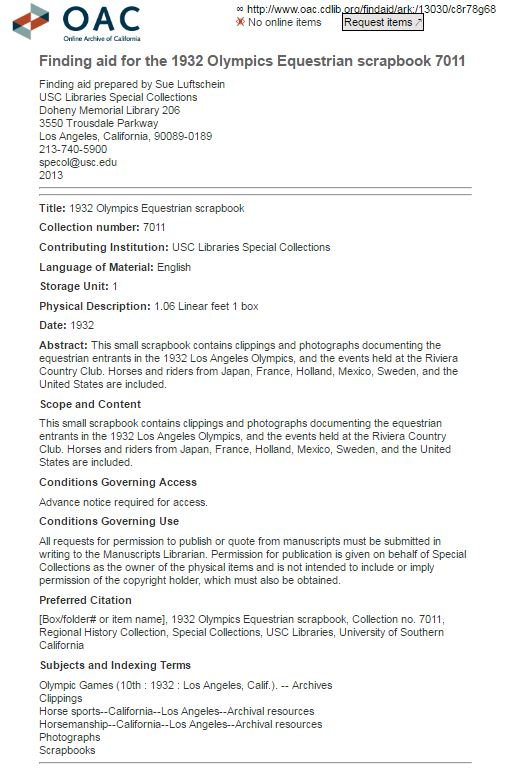 OAC
Online Archive of California
∞ http://www.oac.cdlib.org/findaid/ark:/13030/c8r78g68
No online items
Request items ↗
Finding aid for the 1932 Olympics Equestrian scrapbook 7011
Finding aid prepared by Sue Luftschein
USC Libraries Special Collections
Doheny Memorial Library 206
3550 Trousdale Parkway
Los Angeles, California, 90089-0189
213-740-5900
specol@usc.edu
2013
Title: 1932 Olympics Equestrian scrapbook
Collection number: 7011
Contributing Institution: USC Libraries Special Collections
Language of Material: English
Storage Unit: 1
Physical Description: 1.06 Linear feet 1 box
Date: 1932
Abstract: This small scrapbook contains clippings and photographs documenting the
equestrian entrants in the 1932 Los Angeles Olympics, and the events held at the Riviera
Country Club. Horses and riders from Japan, France, Holland, Mexico, Sweden, and the
United States are included.
Scope and Content
This small scrapbook contains clippings and photographs documenting the equestrian
entrants in the 1932 Los Angeles Olympics, and the events held at the Riviera Country
Club. Horses and riders from Japan, France, Holland, Mexico, Sweden, and the United
States are included.
Conditions Governing Access
Advance notice required for access.
Conditions Governing Use
All requests for permission to publish or quote from manuscripts must be submitted in
writing to the Manuscripts Librarian. Permission for publication is given on behalf of Special
Collections as the owner of the physical items and is not intended to include or imply
permission of the copyright holder, which must also be obtained.
Preferred Citation
[Box/folder# or item name], 1932 Olympics Equestrian scrapbook, Collection no. 7011,
Regional History Collection, Special Collections, USC Libraries, University of Southern
California
Subjects and Indexing Terms
Olympic Games (10th : 1932 : Los Angeles, Calif.). -- Archives
Clippings
Horse sports--California--Los Angeles--Archival resources
Horsemanship--California--Los Angeles--Archival resources
Photographs
Scrapbooks